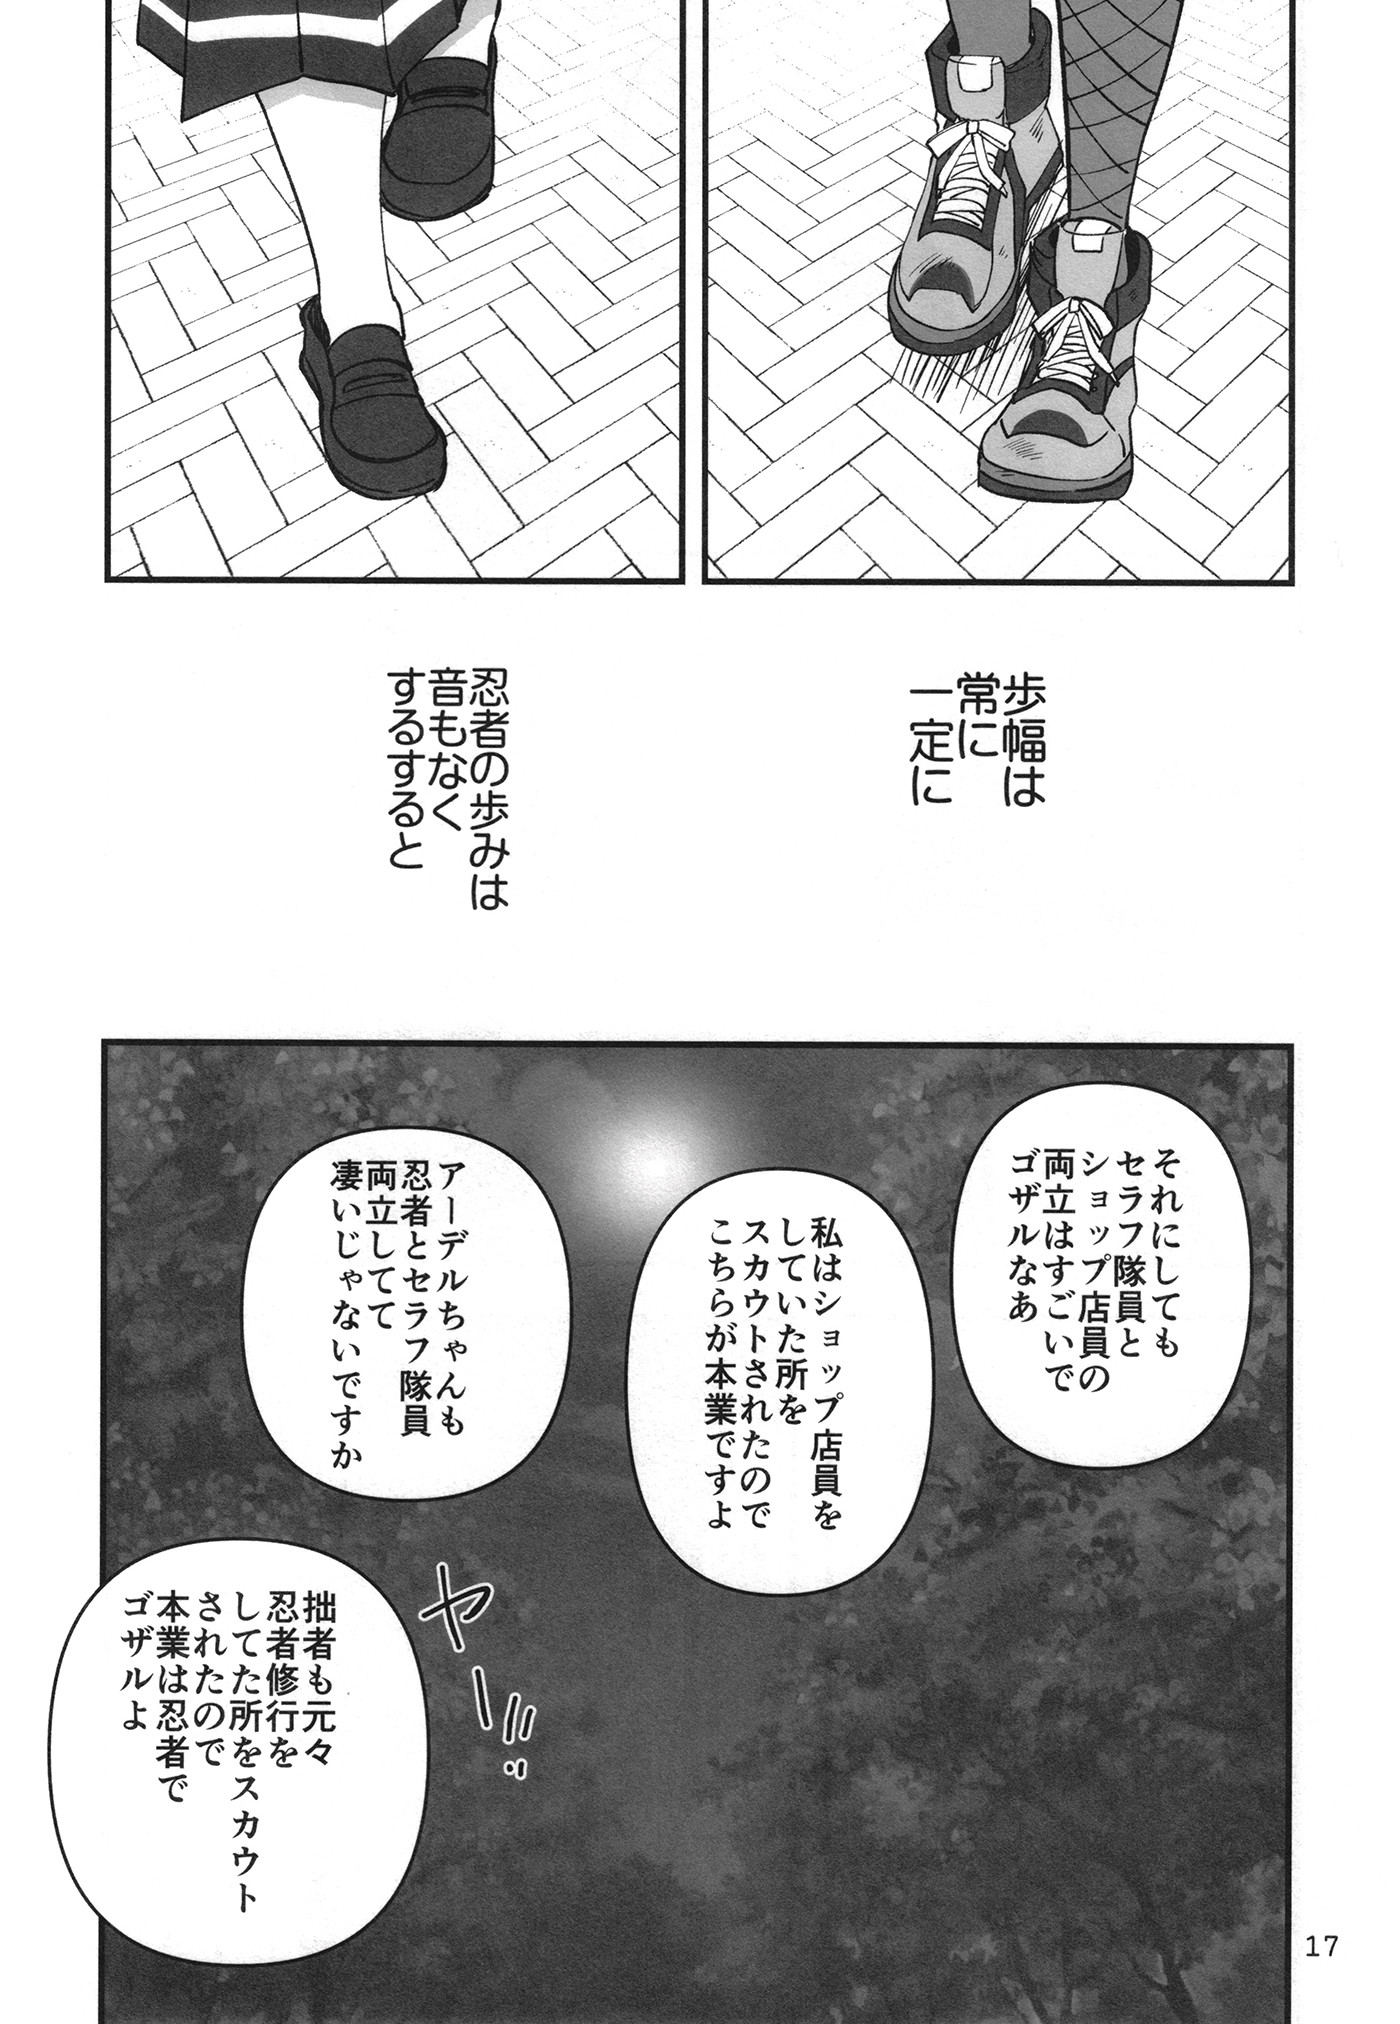 歩幅は
常に
一定に
忍者の歩みは
音もなく
するすると
それにしても
セラフ隊員と
ショップ店員の
両立はすごいで
ゴザルなあ
私はショップ店員を
していた所を
スカウトされたので
こちらが本業ですよ
アーデルちゃんも
忍者とセラフ隊員
両立してて
凄いじゃないですか
ヤーッ!!
拙者も元々
忍者修行を
してた所をスカウト
されたので
本業は忍者で
ゴザルよ
17